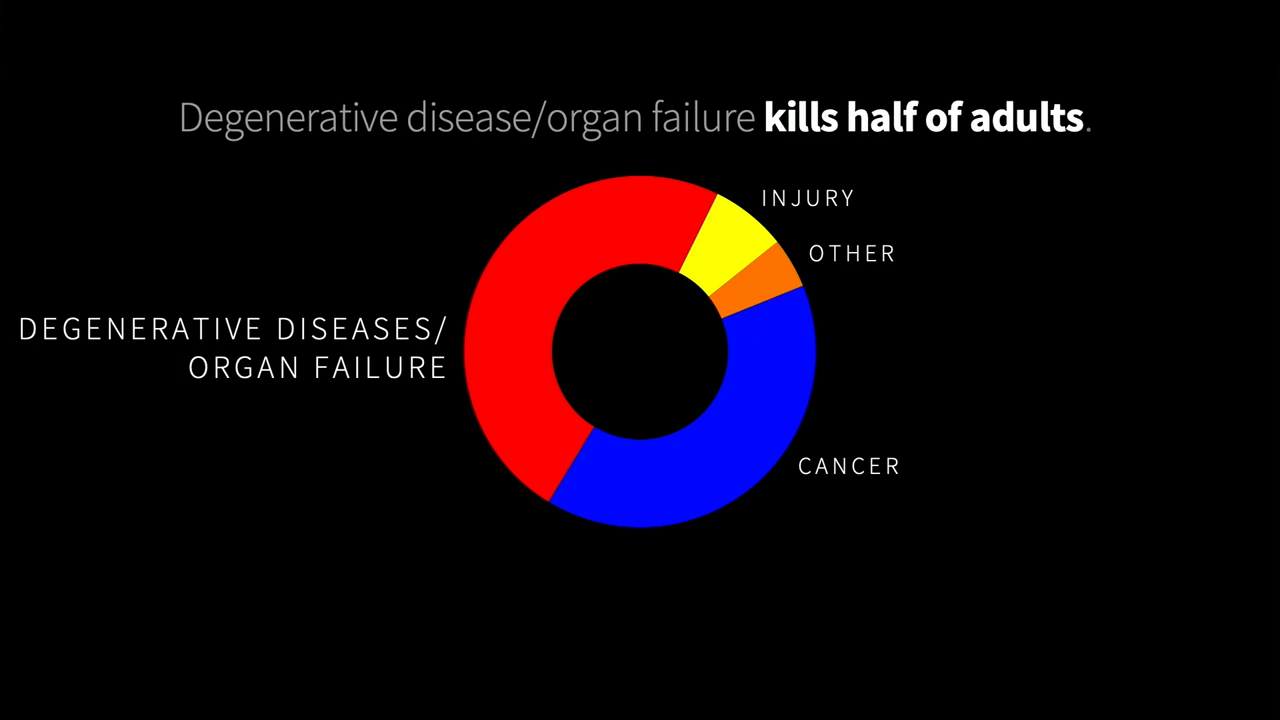 Degenerative disease/organ failure kills half of adults.
INJURY
OTHER
DEGENERATIVE DISEASES/
ORGAN FAILURE
CANCER